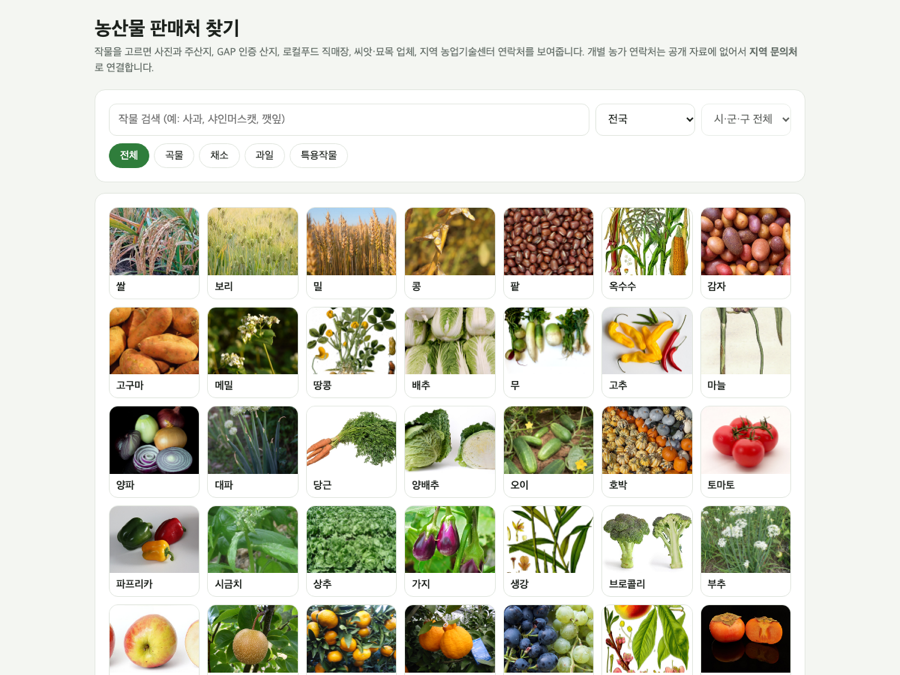 농산물 판매처 찾기
작물을 고르면 사진과 주산지, GAP 인증 산지, 로컬푸드 직매장, 씨앗·묘목 업체, 지역 농업기술센터 연락처를 보여줍니다. 개별 농가 연락처는 공개 자료에 없어서 지역 문의처
로 연결합니다.
작물 검색 (예: 사과, 샤인머스캣, 깻잎) 전국 시·군·구 전체
전체 곡물 채소 과일 특용작물
쌀 보리 밀 콩 팥 옥수수 감자
고구마 메밀 땅콩 배추 무 고추 마늘
양파 대파 당근 양배추 오이 호박 토마토
파프리카 시금치 상추 가지 생강 브로콜리 부추